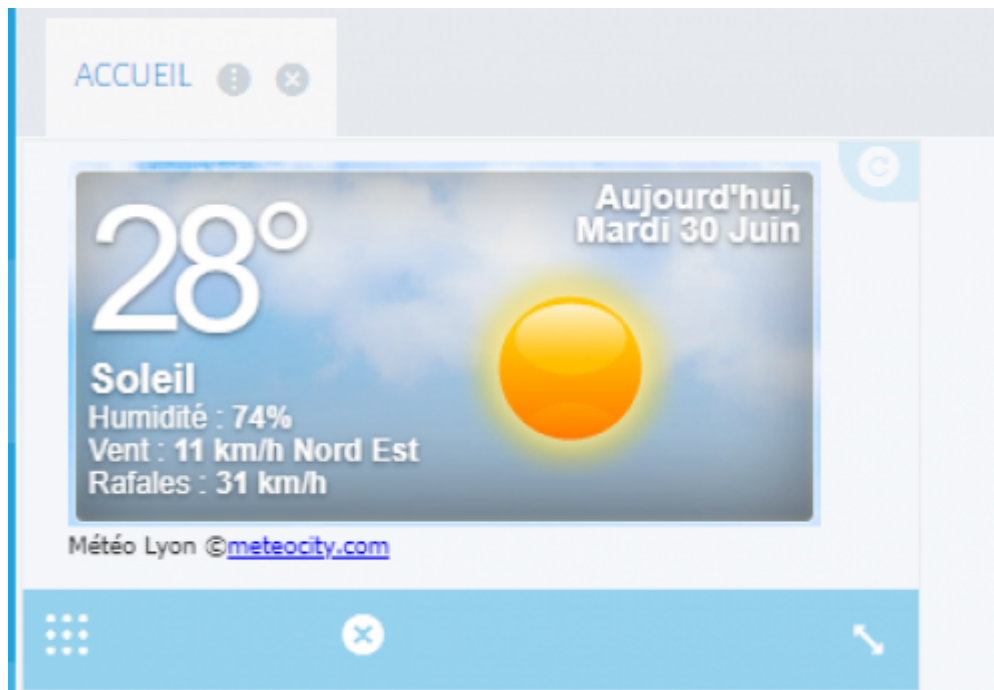 ACCUEIL
28°
Aujourd'hui,
Mardi 30 Juin
Soleil
Humidité : 74%
Vent : 11 km/h Nord Est
Rafales : 31 km/h
Météo Lyon ©meteocity.com